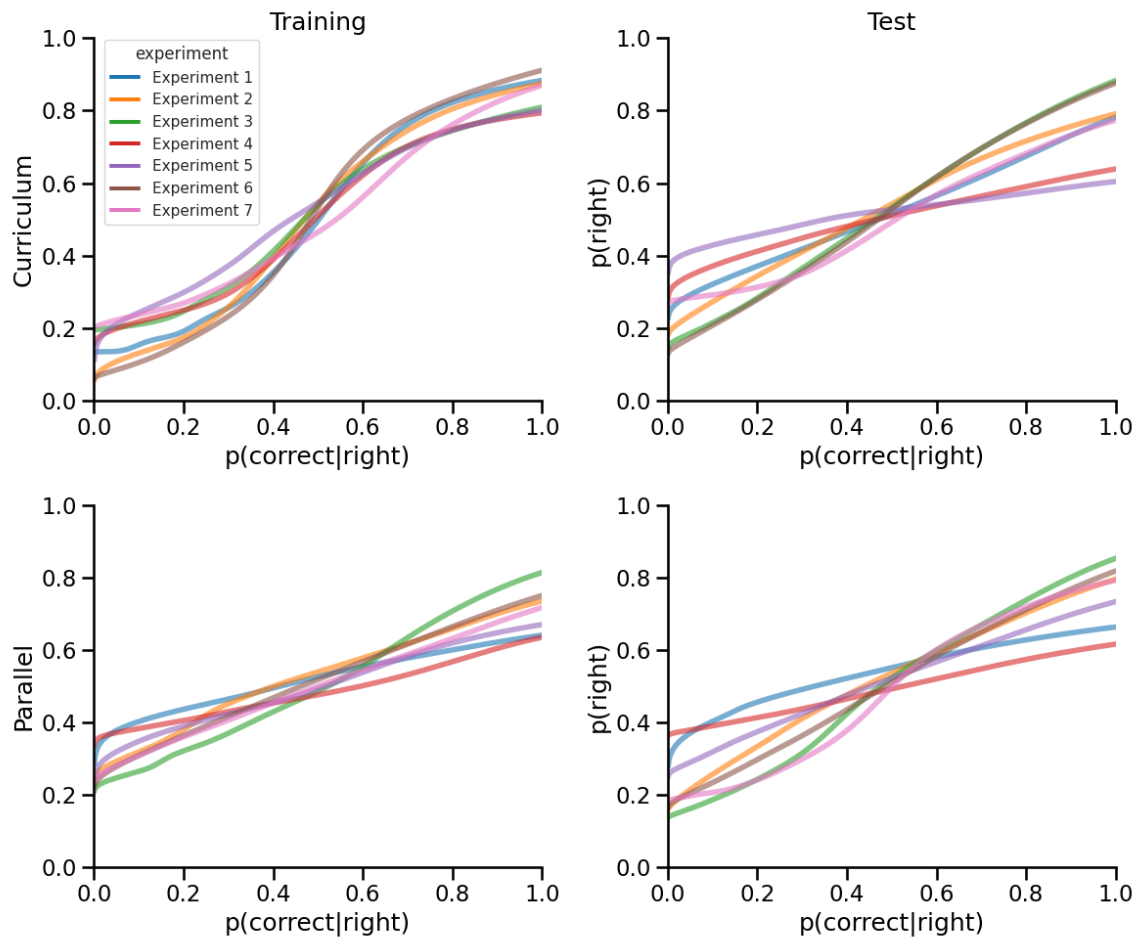 Training
Test
1.0
0.8
0.6
0.4
0.2
0.0
Curriculum
experiment
Experiment 1
Experiment 2
Experiment 3
Experiment 4
Experiment 5
Experiment 6
Experiment 7
0.0 0.2 0.4 0.6 0.8 1.0
p(correct|right)
1.0
0.8
0.6
0.4
0.2
0.0
p(right)
0.0 0.2 0.4 0.6 0.8 1.0
p(correct|right)
1.0
0.8
0.6
0.4
0.2
0.0
Parallel
0.0 0.2 0.4 0.6 0.8 1.0
p(correct|right)
1.0
0.8
0.6
0.4
0.2
0.0
p(right)
0.0 0.2 0.4 0.6 0.8 1.0
p(correct|right)